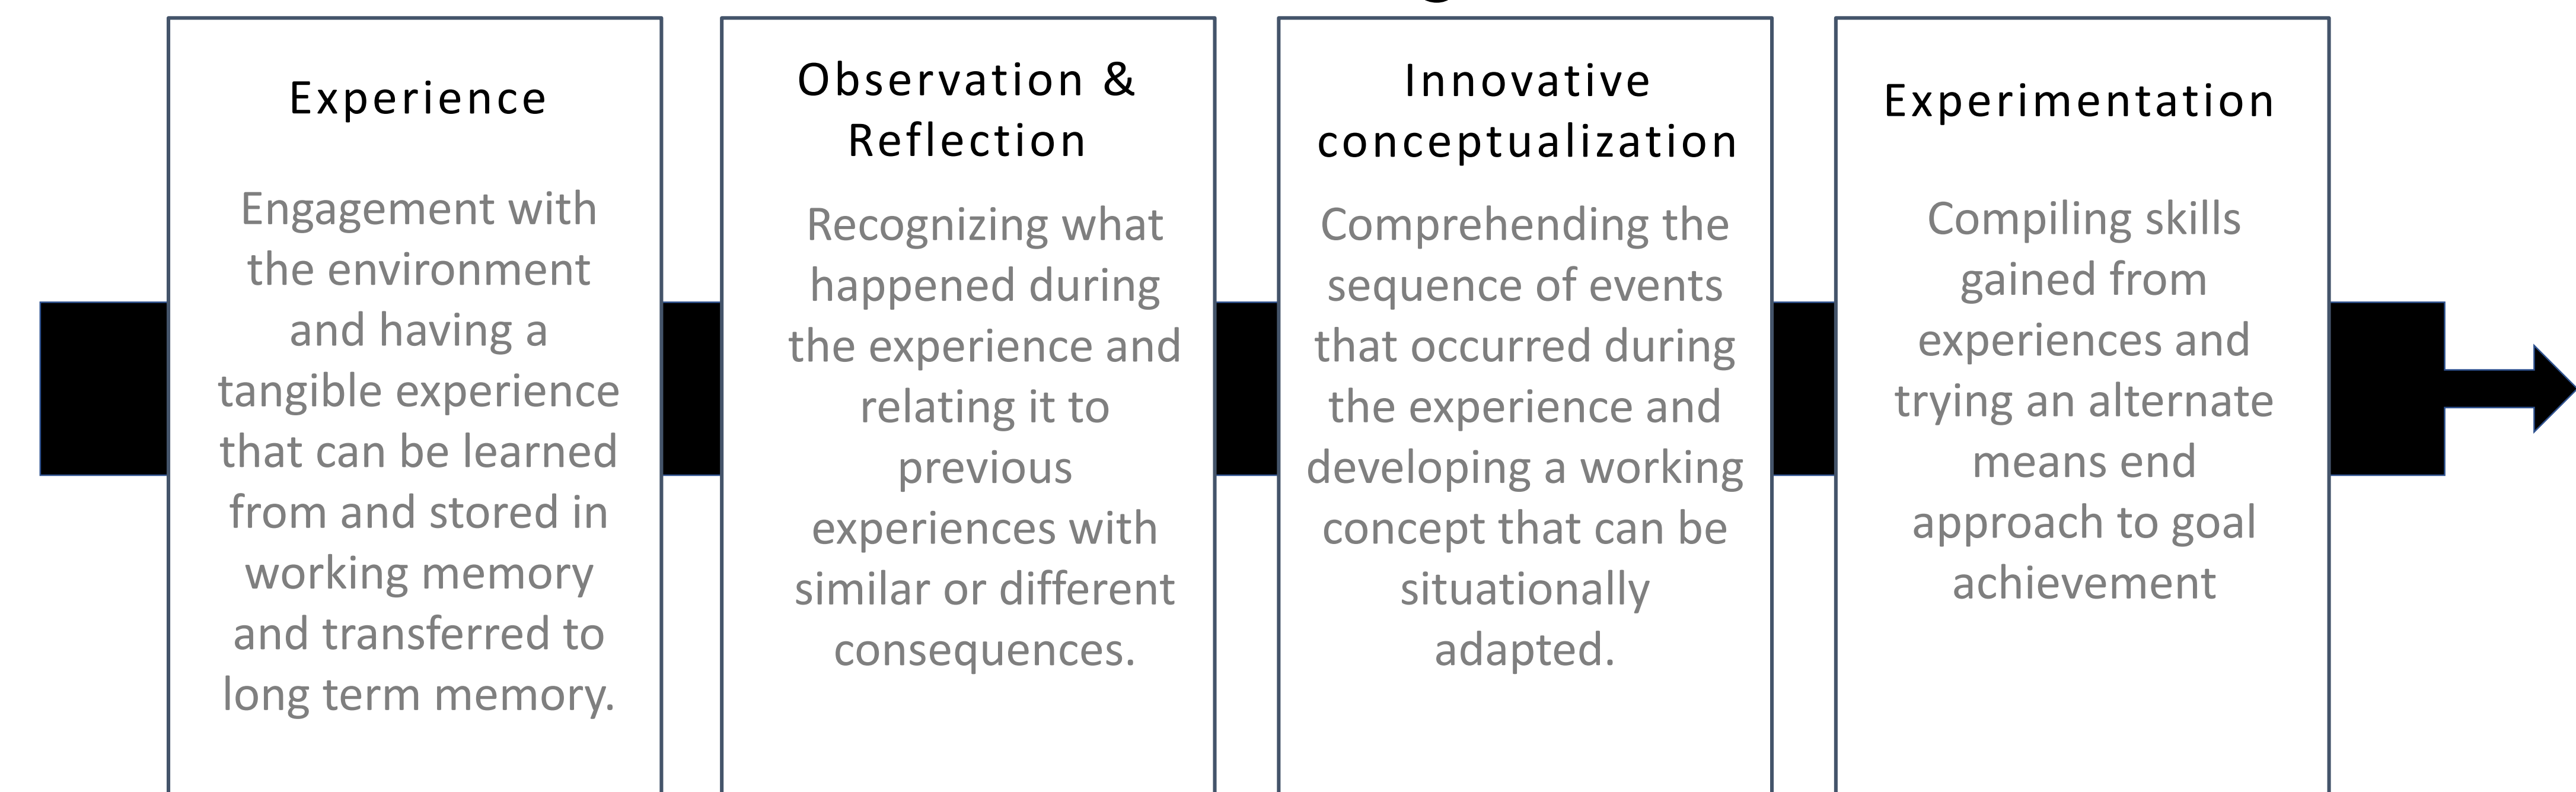 Experience
Engagement with
the environment
and having a
tangible experience
that can be learned
from and stored in
working memory
and transferred to
long term memory.
Observation &
Reflection
Recognizing what
happened during
the experience and
relating it to
previous
experiences with
similar or different
consequences.
Innovative
conceptualization
Comprehending the
sequence of events
that occurred during
the experience and
developing a working
concept that can be
situationally
adapted.
Experimentation
Compiling skills
gained from
experiences and
trying an alternate
means end
approach to goal
achievement